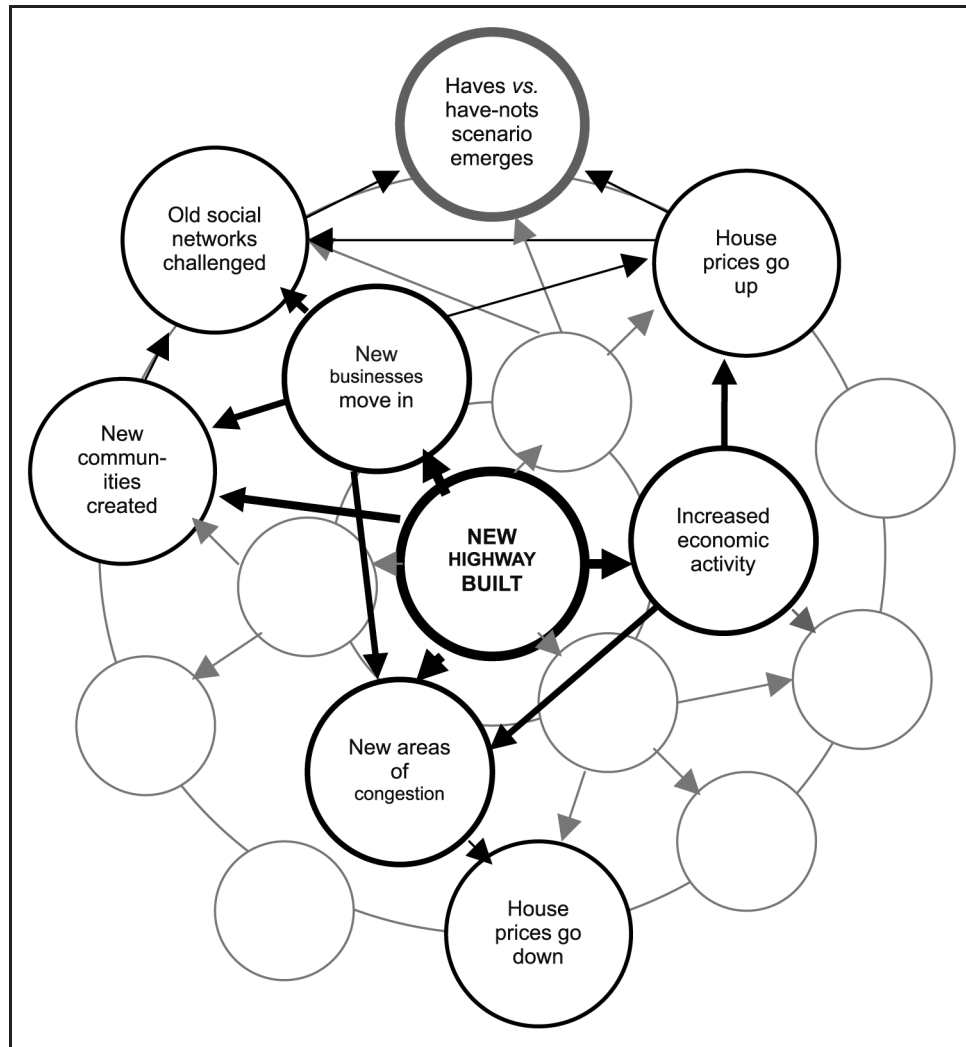 Haves vs.
have-nots
scenario
emerges
Old social
networks
challenged
House
prices go
up
New
businesses
move in
New
commun-
ities
created
NEW
HIGHWAY
BUILT
Increased
economic
activity
New areas
of
congestion
House
prices go
down